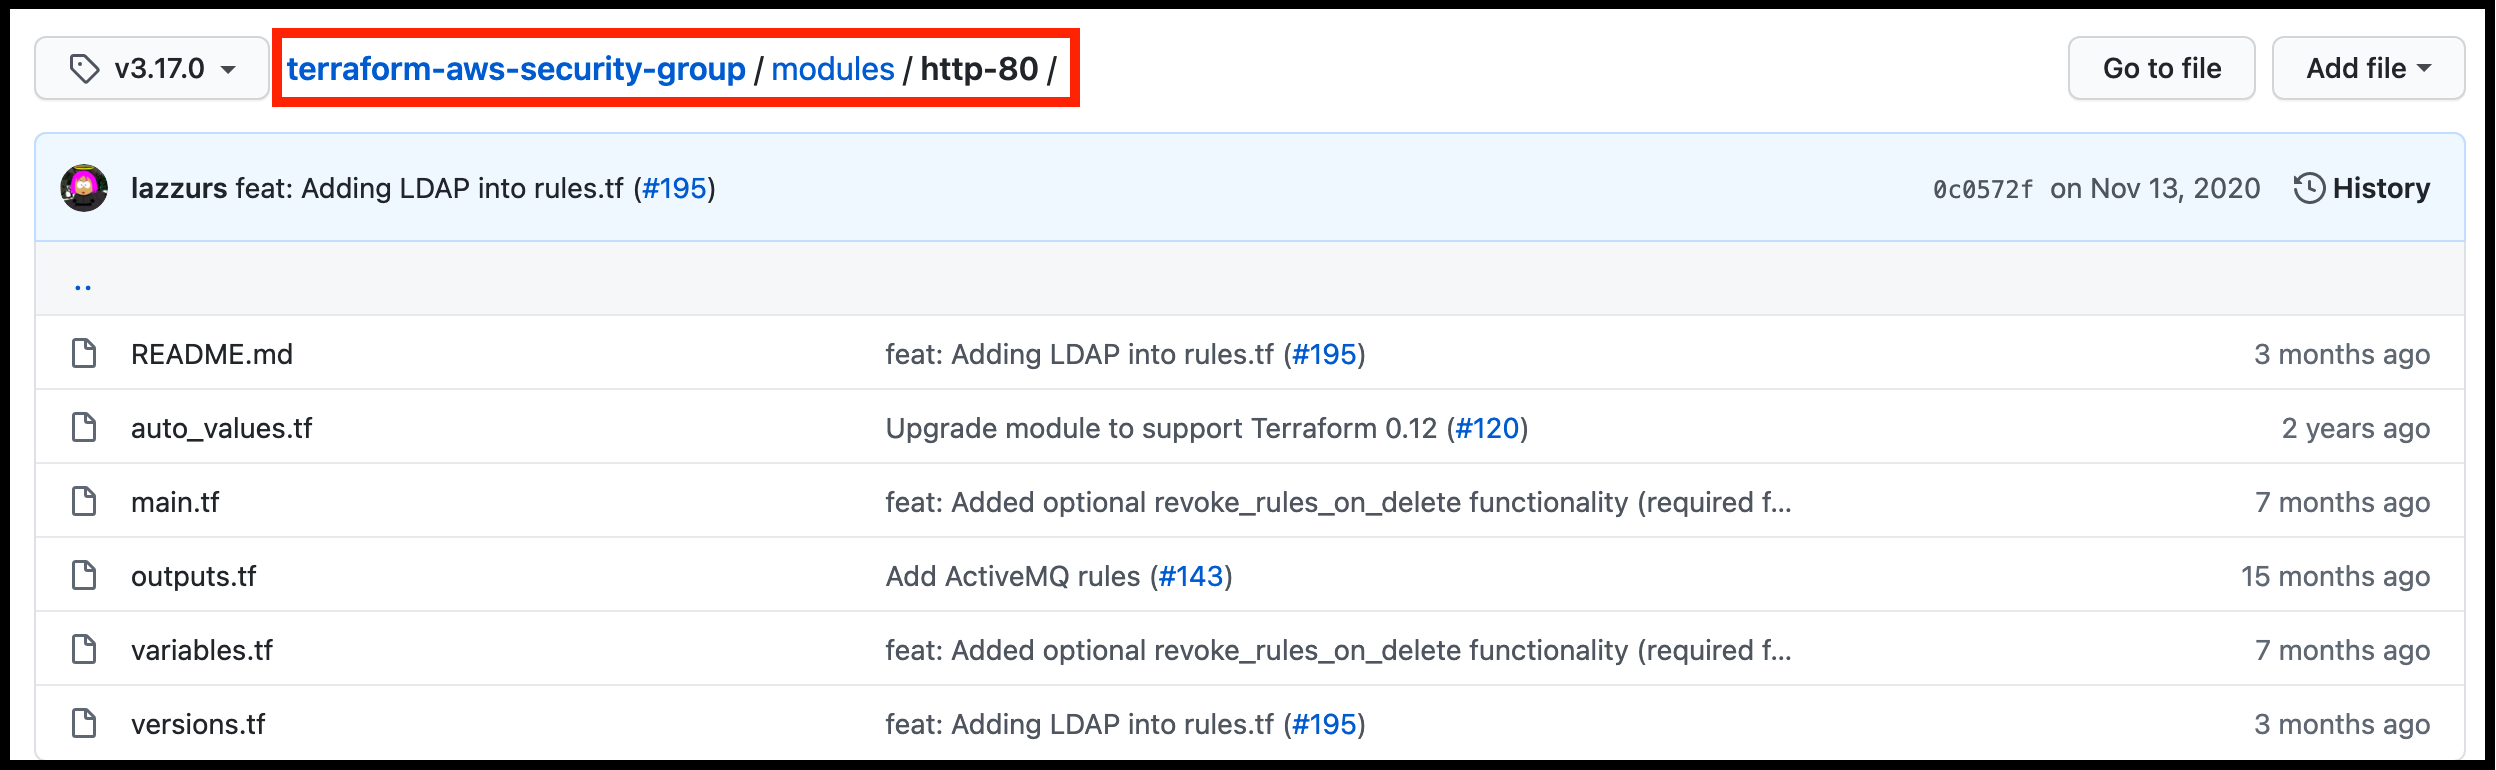 v3.17.0 terraform-aws-security-group / modules / http-80 / Go to file Add file
lazzurs feat: Adding LDAP into rules.tf (#195) 0c0572f on Nov 13, 2020 History
..
README.md feat: Adding LDAP into rules.tf (#195) 3 months ago
auto_values.tf Upgrade module to support Terraform 0.12 (#120) 2 years ago
main.tf feat: Added optional revoke_rules_on_delete functionality (required f... 7 months ago
outputs.tf Add ActiveMQ rules (#143) 15 months ago
variables.tf feat: Added optional revoke_rules_on_delete functionality (required f... 7 months ago
versions.tf feat: Adding LDAP into rules.tf (#195) 3 months ago